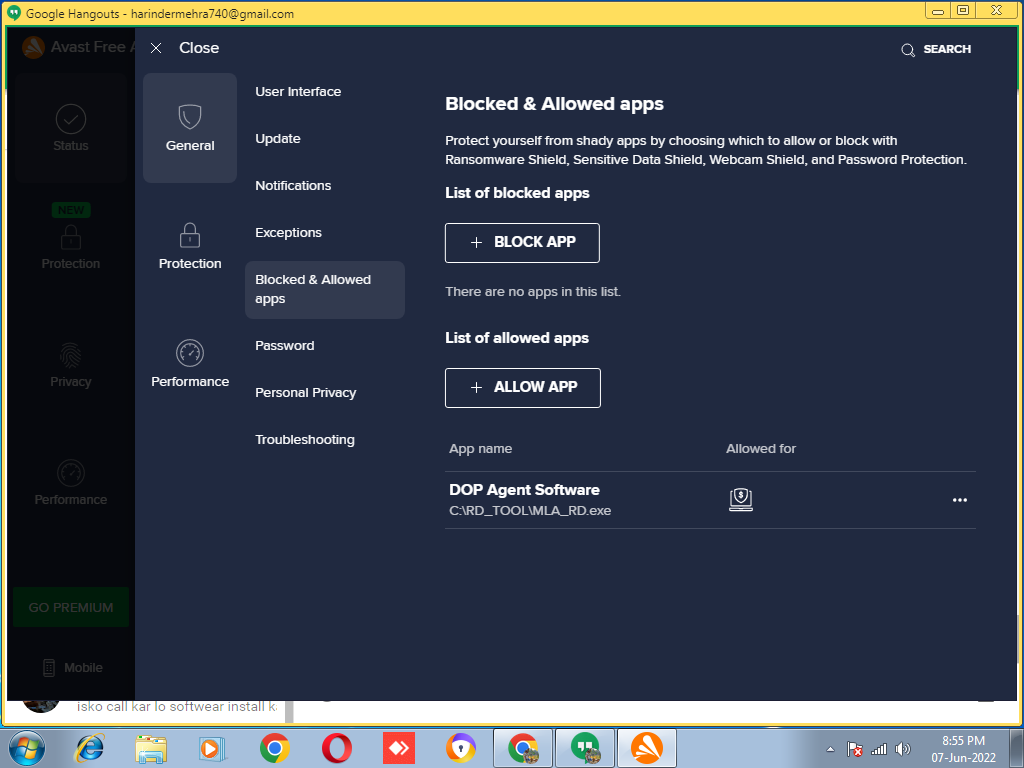 Google Hangouts - harindermehra740@gmail.com
Avast Free A
Close
SEARCH
Status
NEW
Protection
Privacy
Performance
GO PREMIUM
Mobile
General
Protection
Performance
User Interface
Update
Notifications
Exceptions
Blocked & Allowed
apps
Password
Personal Privacy
Troubleshooting
Blocked & Allowed apps
Protect yourself from shady apps by choosing which to allow or block with
Ransomware Shield, Sensitive Data Shield, Webcam Shield, and Password Protection.
List of blocked apps
+ BLOCK APP
There are no apps in this list.
List of allowed apps
+ ALLOW APP
App name
Allowed for
DOP Agent Software
C:\RD_TOOL\MLA_RD.exe
isko call kar lo softwear install k
8:55 PM
07-Jun-2022